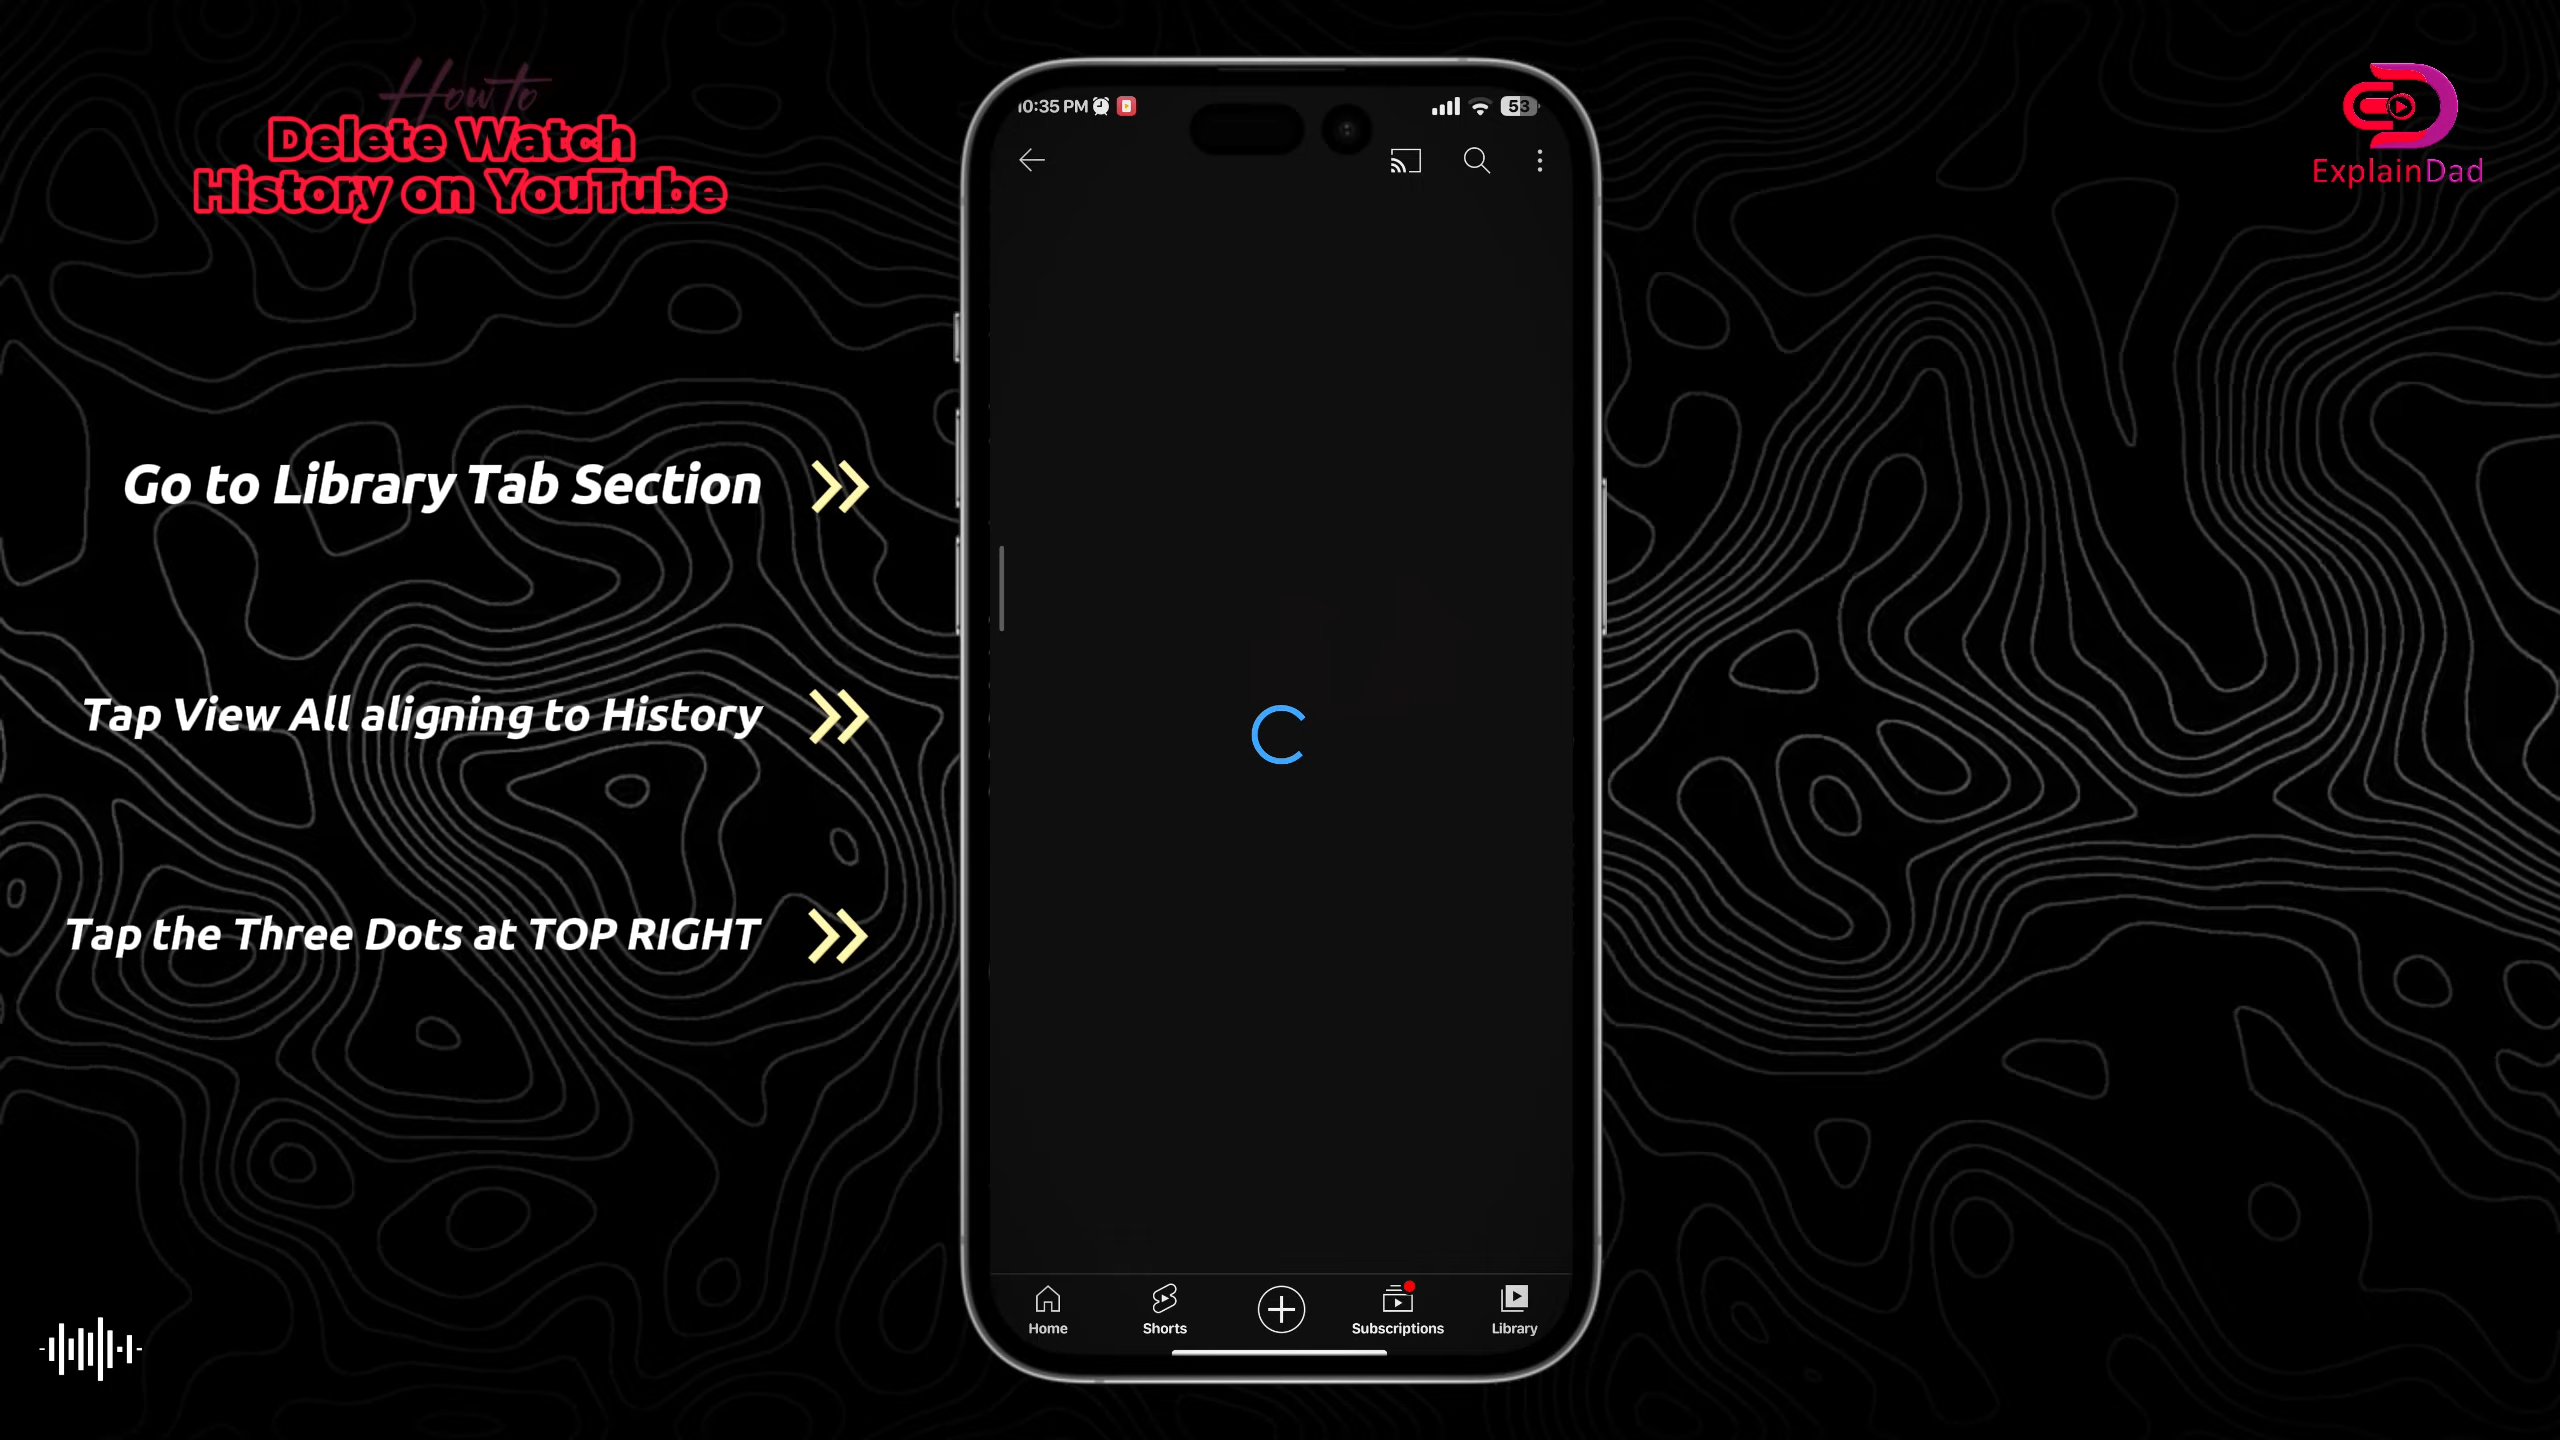 How to
Delete Watch
History on YouTube
ExplainDad
10:35 PM
53
Go to Library Tab Section
Tap View All aligning to History
Tap the Three Dots at TOP RIGHT
Home
Shorts
Subscriptions
Library